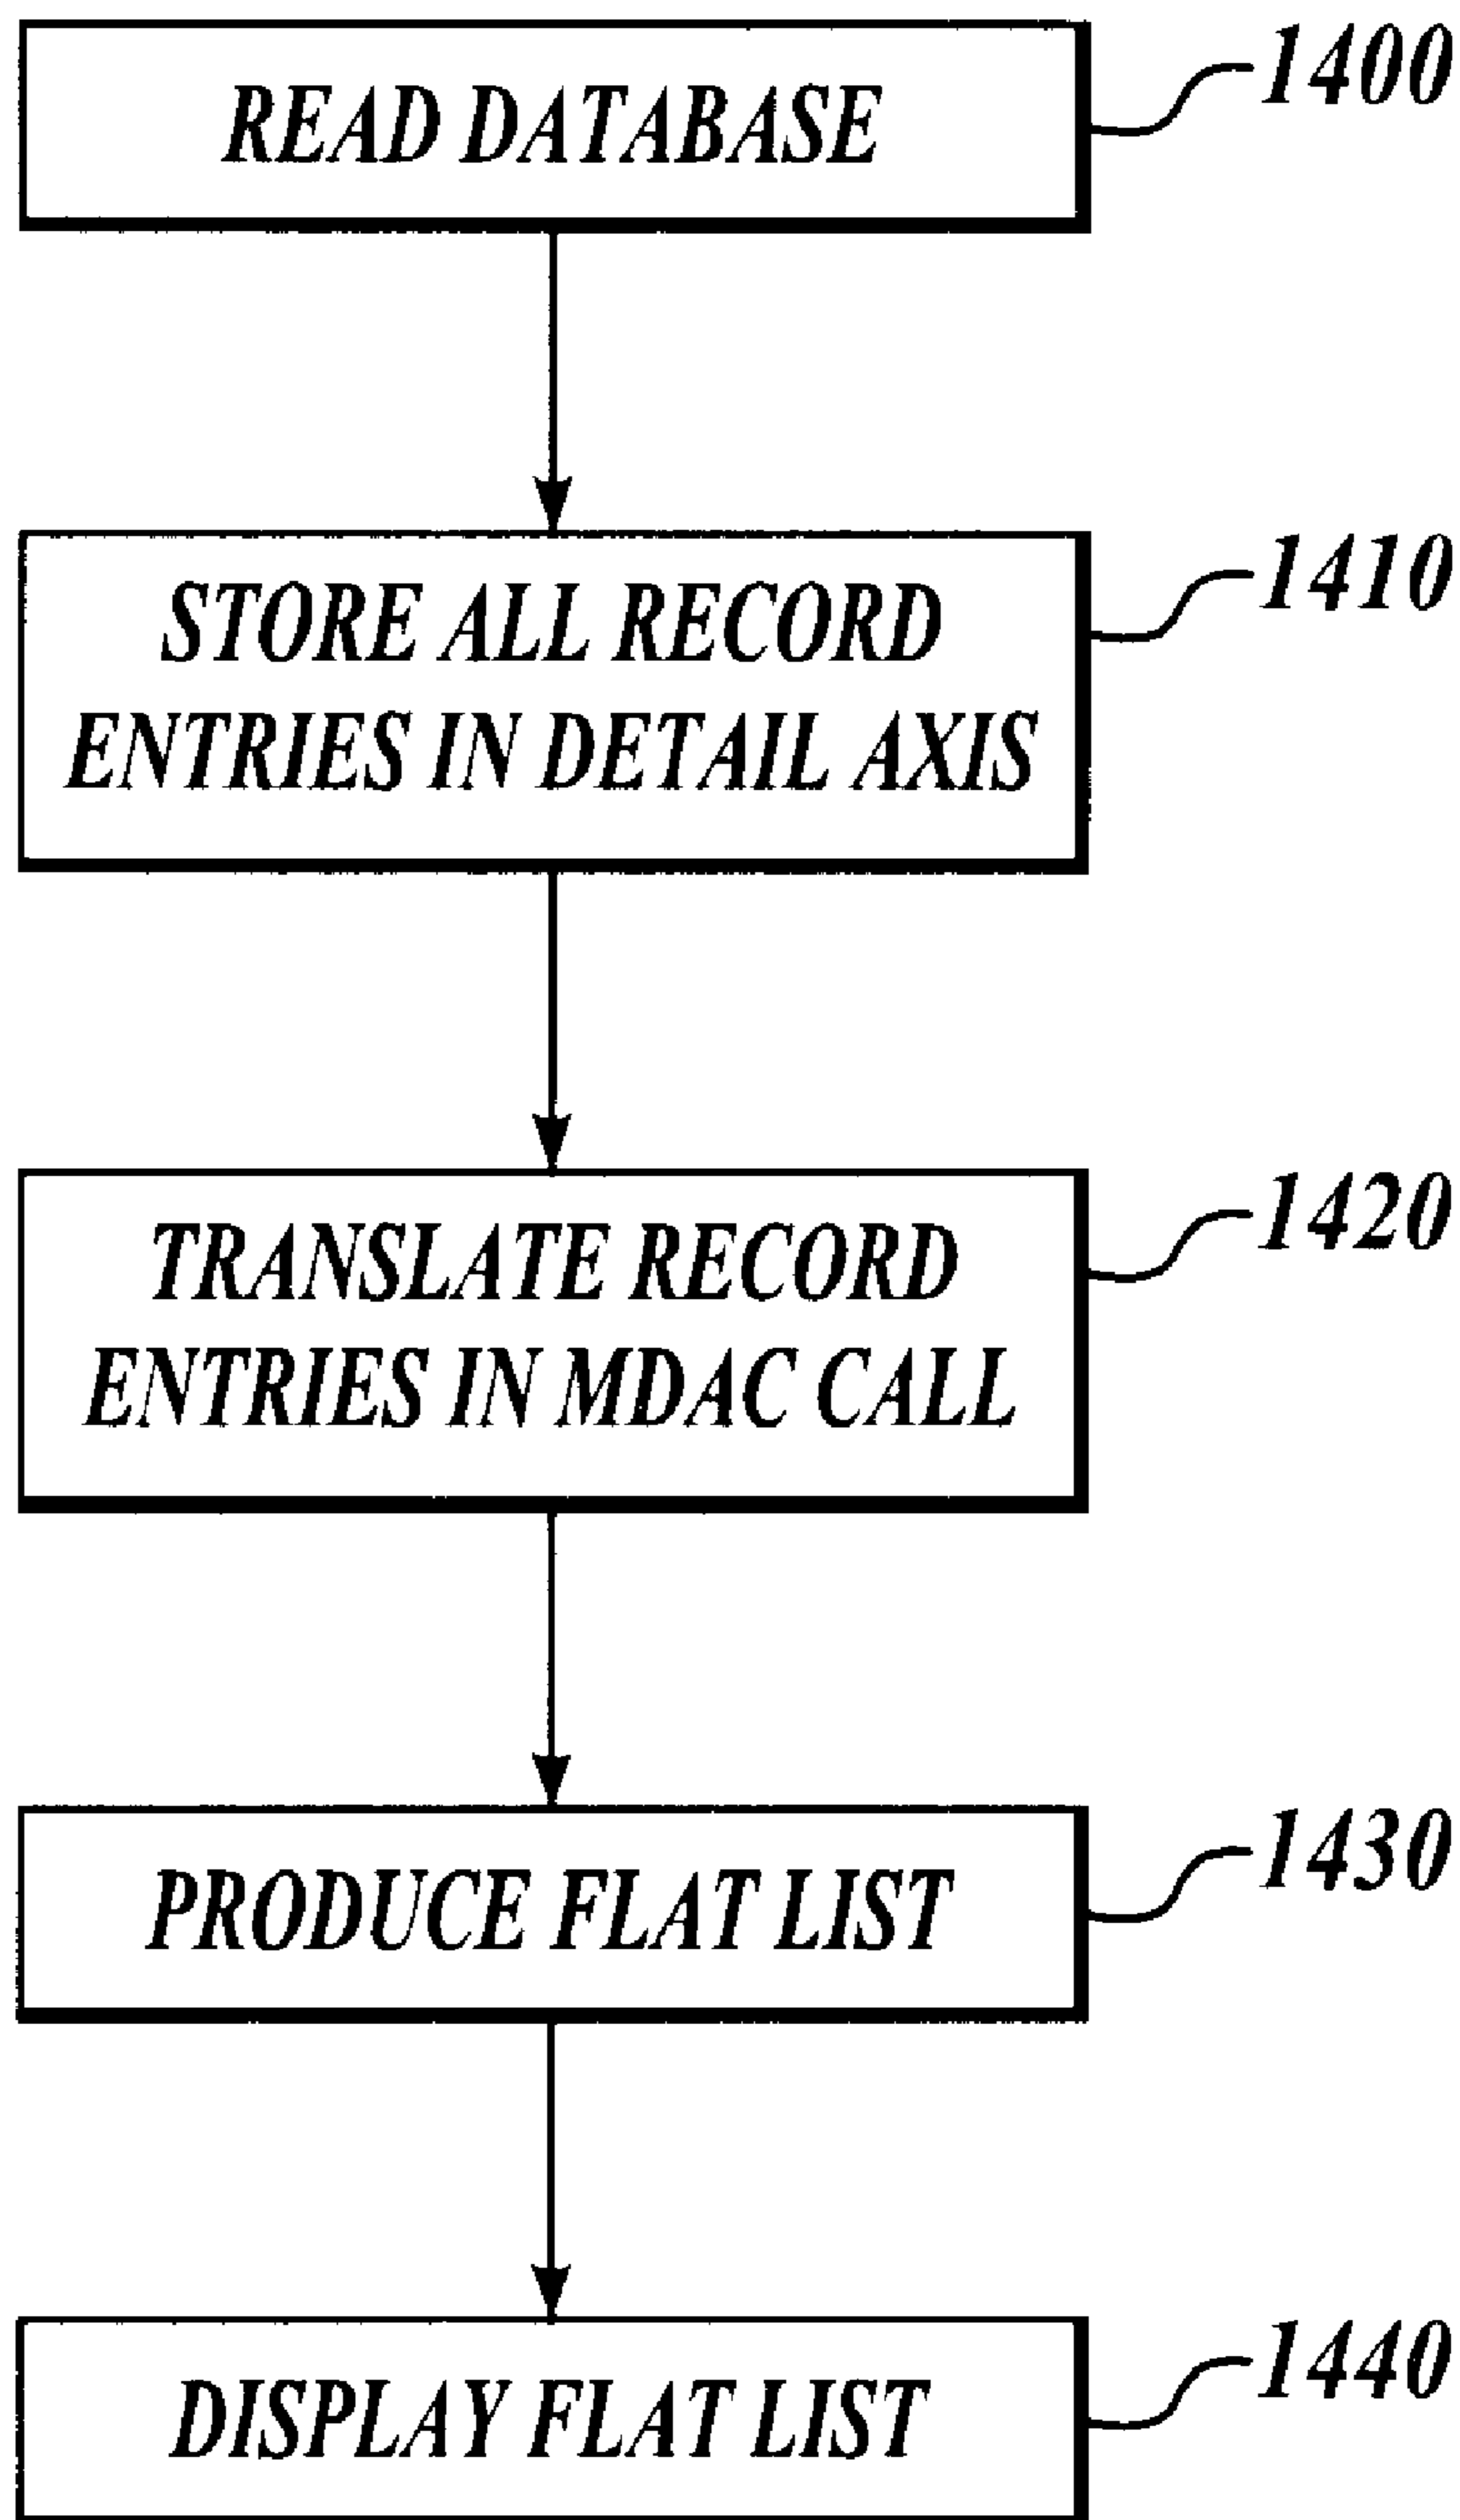 READ DATABASE
1400
STORE ALL RECORD
ENTRIES IN DETAIL AXIS
1410
TRANSLATE RECORD
ENTRIES IN MDAC CALL
1420
PRODUCE FLAT LIST
1430
DISPLAY FLAT LIST
1440